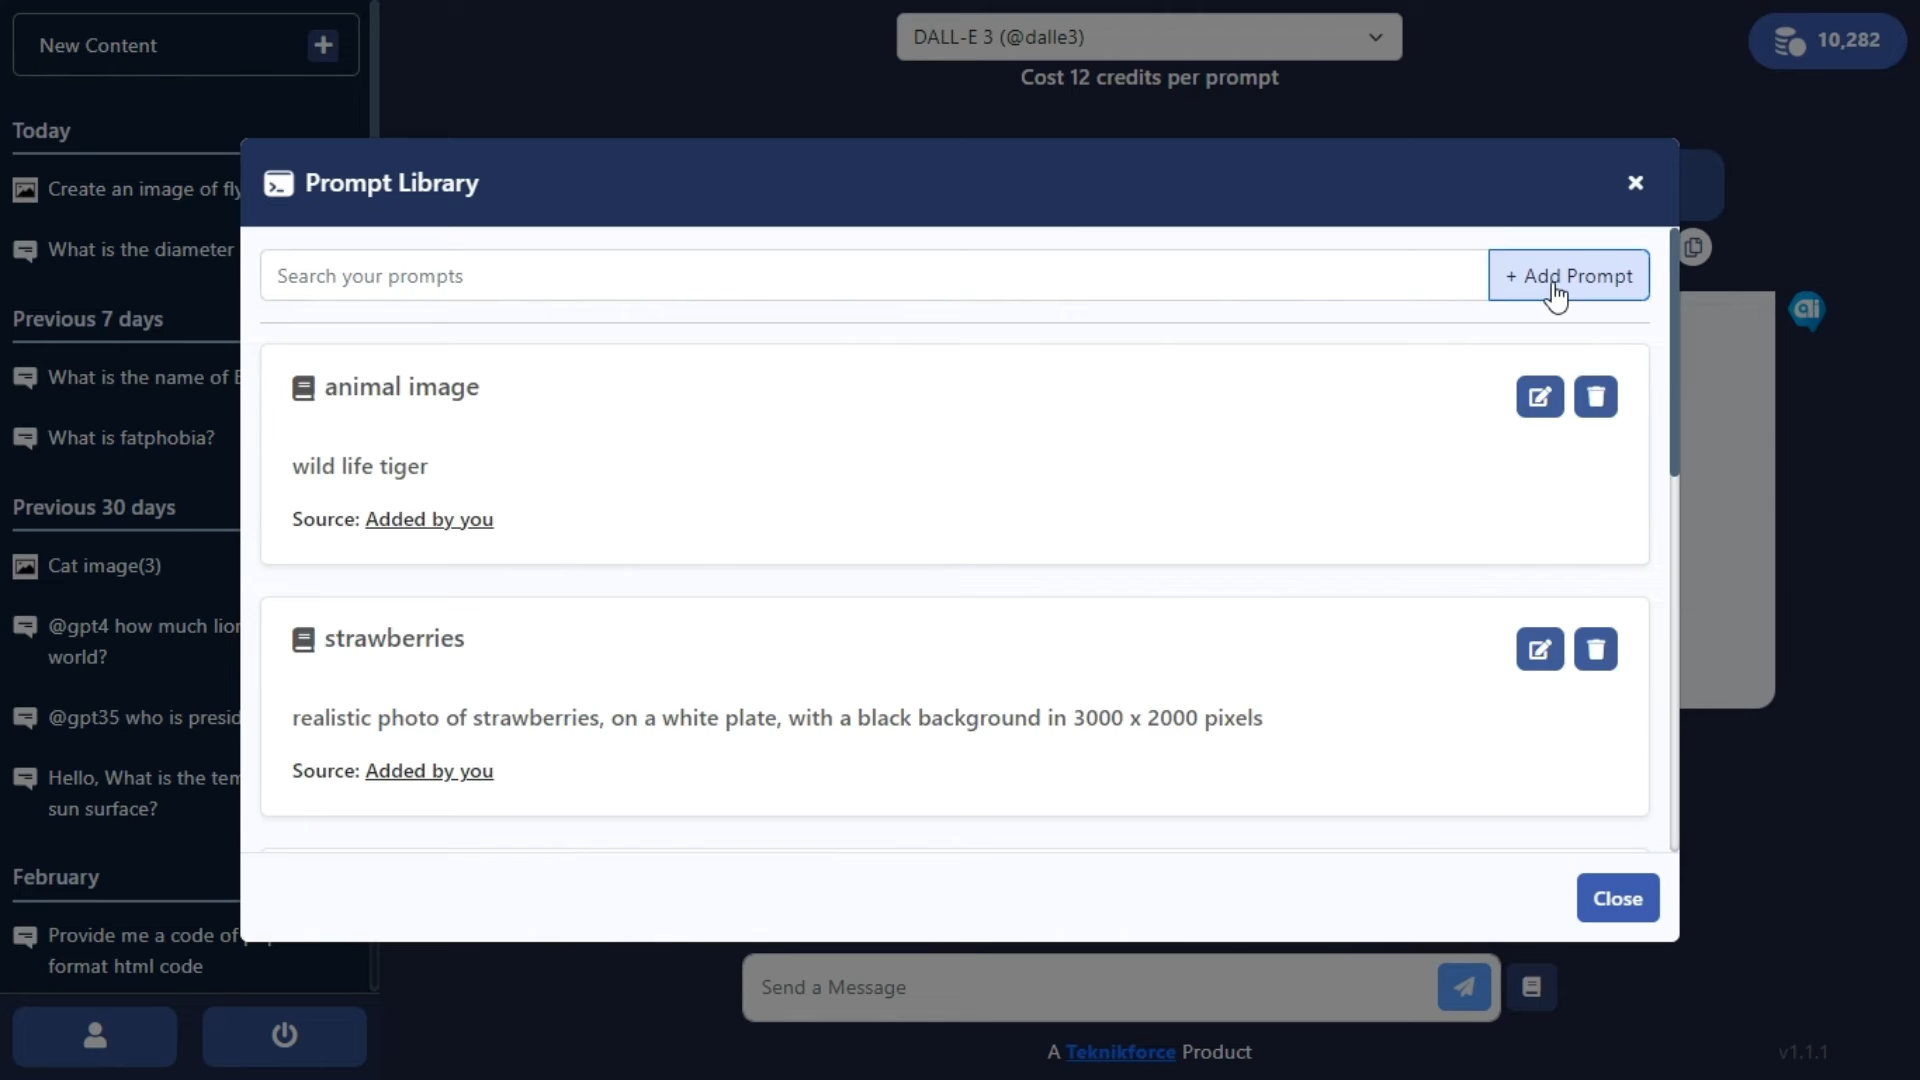 New Content
Today
Create an image of fly
What is the diameter
Previous 7 days
What is the name of
What is fatphobia?
Previous 30 days
Cat image(3)
@gpt4 how much lion
world?
@gpt35 who is presid
Hello, What is the tem
sun surface?
February
Provide me a code of
format html code
DALL-E 3 (@dalle3)
Cost 12 credits per prompt
10,282
Prompt Library
Search your prompts
+ Add Prompt
ai
animal image
wild life tiger
Source: Added by you
strawberries
realistic photo of strawberries, on a white plate, with a black background in 3000 x 2000 pixels
Source: Added by you
Close
Send a Message
A Teknikforce Product
v1.1.1